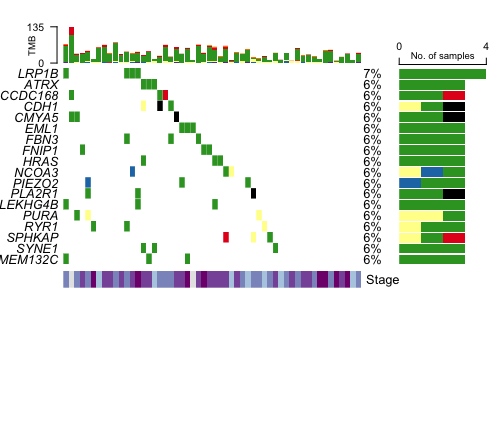 135
TMB
0
0 4
No. of samples
LRP1B 7%
ATRX 6%
CCDC168 6%
CDH1 6%
CMYA5 6%
EML1 6%
FBN3 6%
FNIP1 6%
HRAS 6%
NCOA3 6%
PIEZO2 6%
PLA2R1 6%
LEKHG4B 6%
PURA 6%
RYR1 6%
SPHKAP 6%
SYNE1 6%
MEM132C 6%
Stage